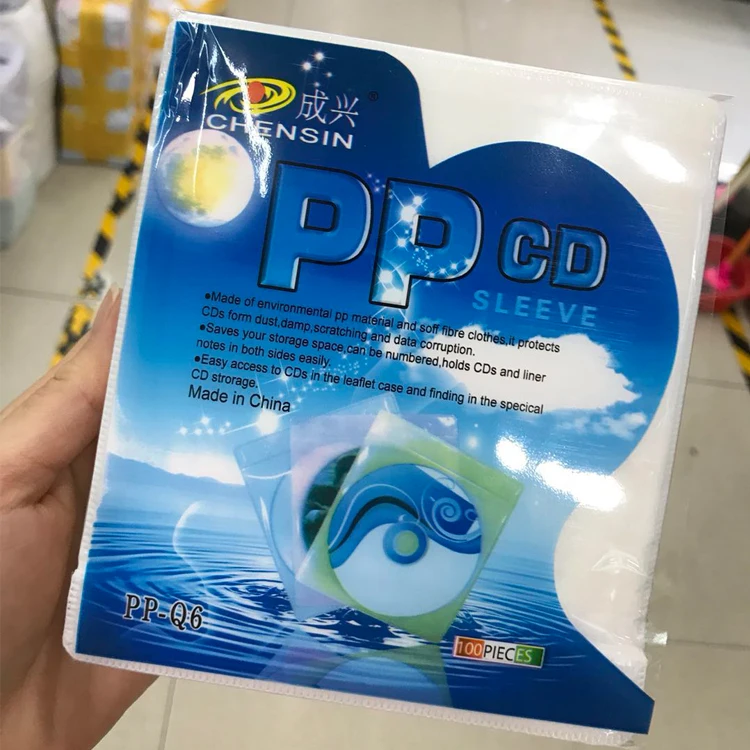 成兴®
CHENSIN
PP CD
SLEEVE
●Made of environmental pp material and soff fibre clothes,it protects
CDs form dust,damp,scratching and data corruption.
●Saves your storage space,can be numbered,holds CDs and liner
notes in both sides easily.
●Easy access to CDs in the leaflet case and finding in the specical
CD strorage.
Made in China
PP-Q6
100PIECES